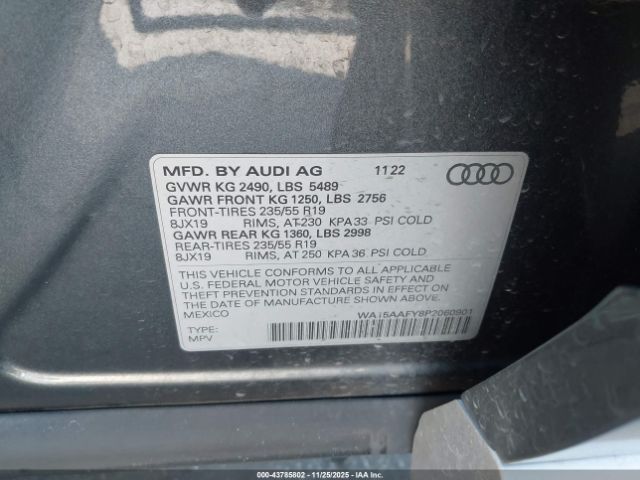 MFD. BY AUDI AG 11 22
GVWR KG 2490, LBS 5489
GAWR FRONT KG 1250, LBS 2756
FRONT-TIRES 235/55 R19
8JX19 RIMS, AT 230 KPA 33 PSI COLD
GAWR REAR KG 1360, LBS 2998
REAR-TIRES 235/55 R19
8JX19 RIMS, AT 250 KPA 36 PSI COLD
THIS VEHICLE CONFORMS TO ALL APPLICABLE
U.S. FEDERAL MOTOR VEHICLE SAFETY AND
THEFT PREVENTION STANDARDS IN EFFECT ON
THE DATE OF MANUFACTURE SHOWN ABOVE.
MEXICO
WA15AAFY8P2060901
TYPE:
MPV
000-43785802 - 11/25/2025 - IAAI.COM